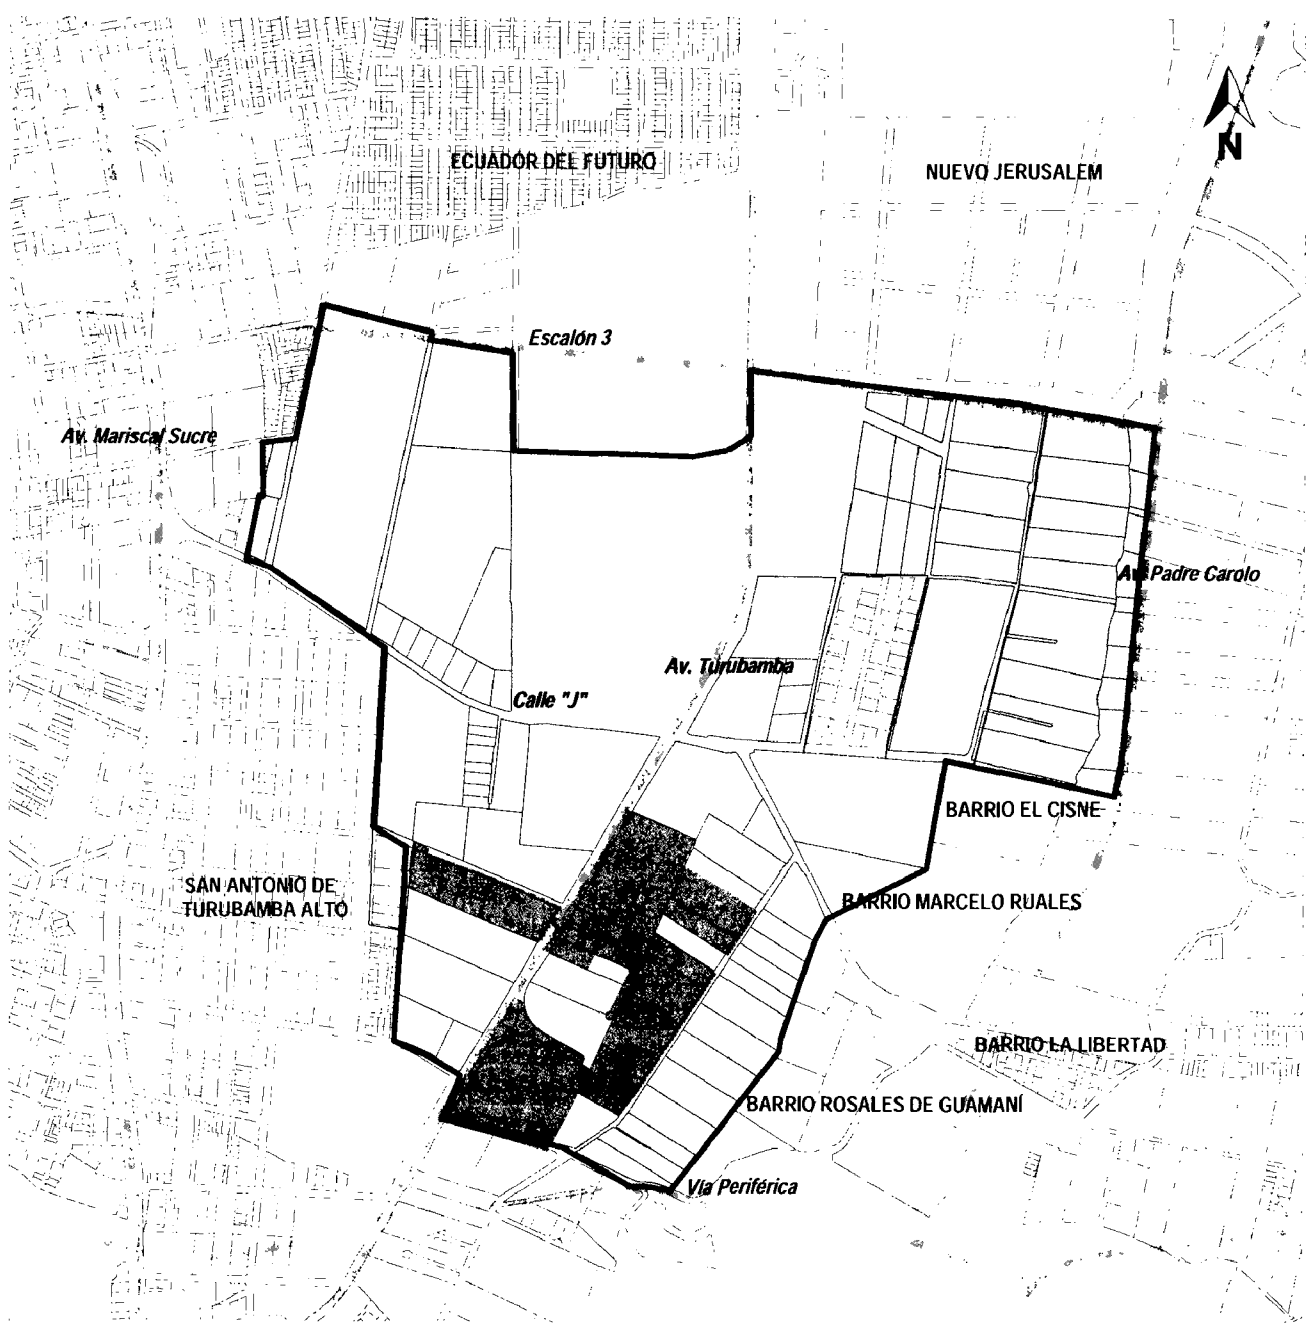 ECUADOR DEL FUTURO
NUEVO JERUSALEM
N
Escalón 3
Av. Mariscal Sucre
Av. Padre Carolo
Av. Turubamba
Calle "J"
BARRIO EL CISNE
SAN ANTONIO DE
TURUBAMBA ALTO
BARRIO MARCELO RUALES
BARRIO LA LIBERTAD
BARRIO ROSALES DE GUAMANÍ
Vía Periférica